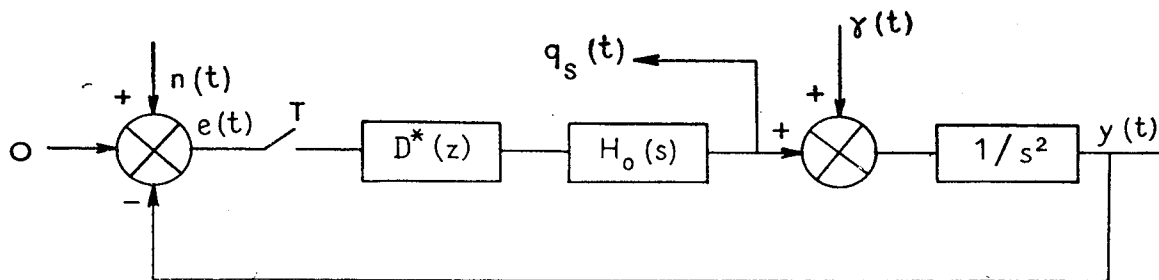 γ(t)
q_s(t)
n(t)
+
+
e(t)
T
+
y(t)
O
D*(z)
H_o(s)
1/s²
−